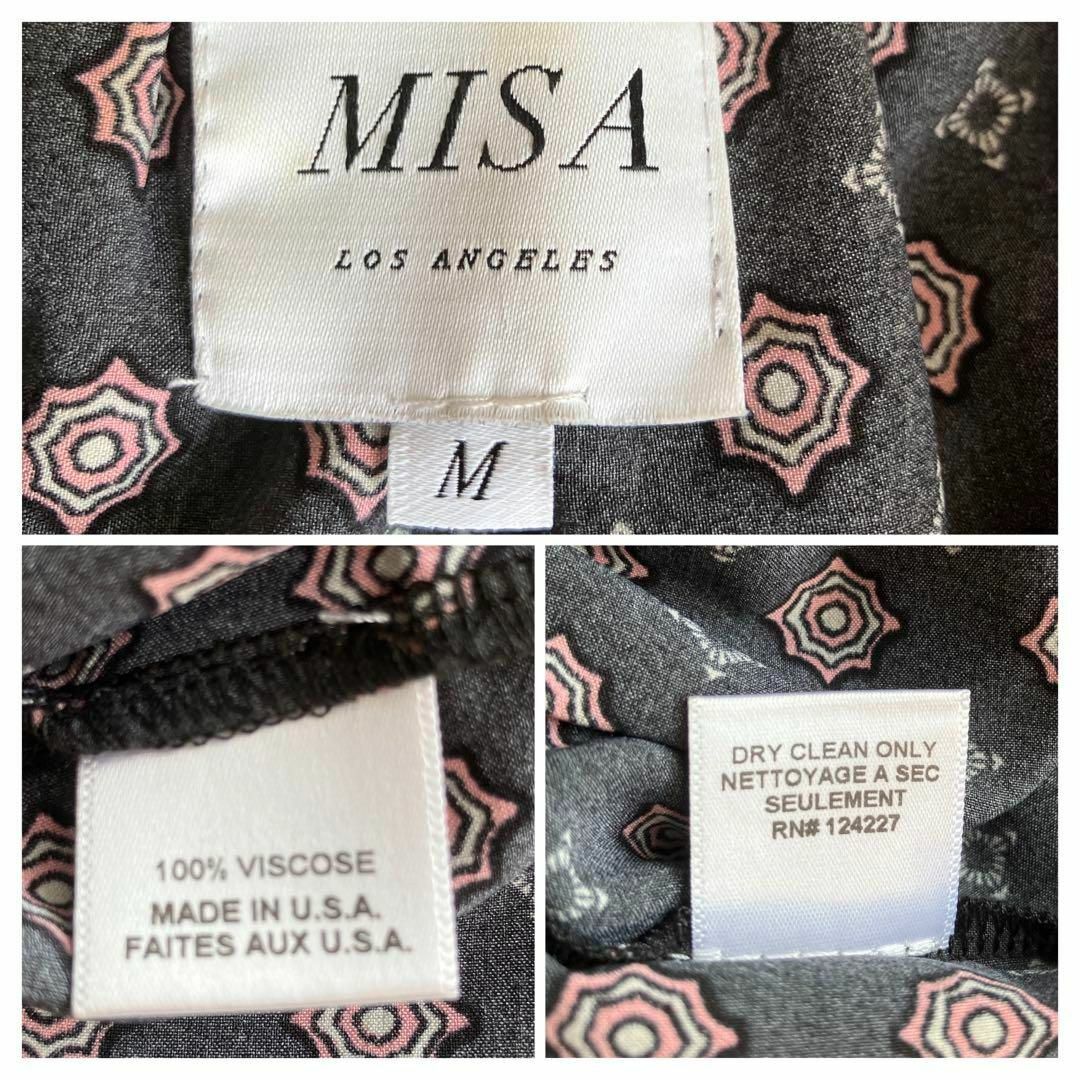 MISA
LOS ANGELES
M
100% VISCOSE
MADE IN U.S.A.
FAITES AUX U.S.A.
DRY CLEAN ONLY
NETTOYAGE A SEC
SEULEMENT
RN# 124227